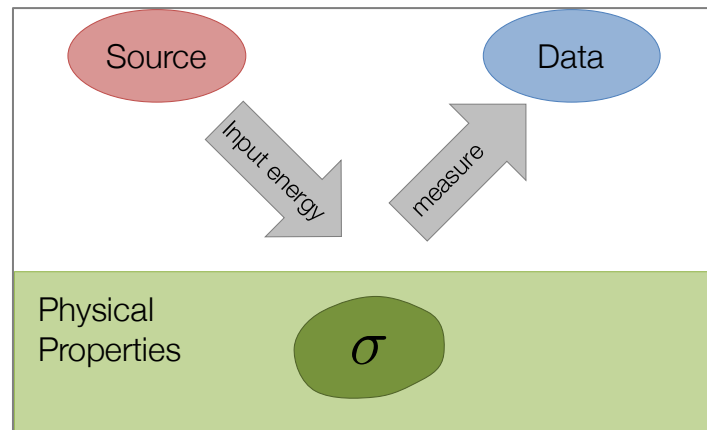 Source
Data
Input energy
measure
Physical
Properties
σ